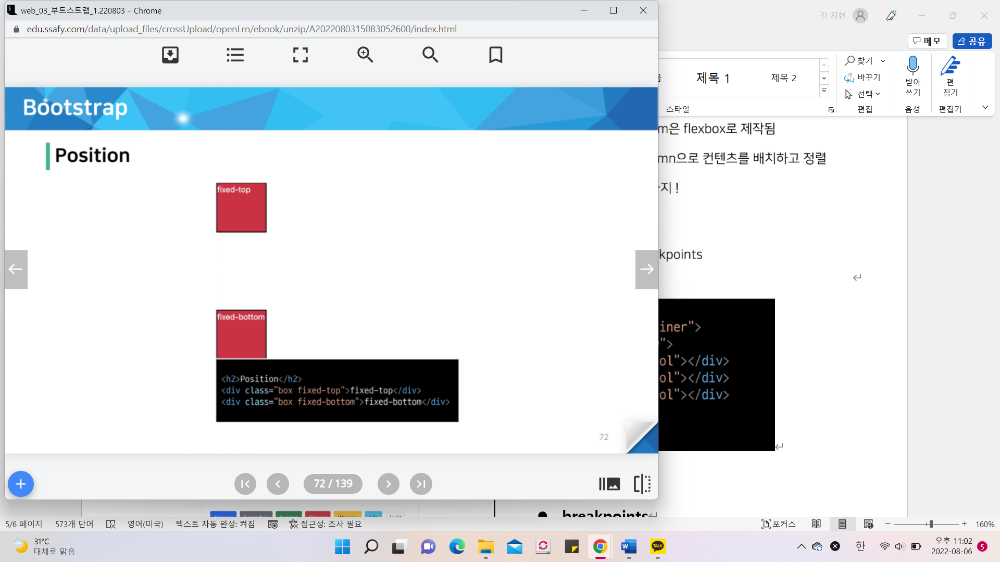 web_03_부트스트랩_1.220803 - Chrome
edu.ssafy.com/data/upload_files/crossUpload/openLrn/ebook/unzip/A2022080315083052600/index.html
Bootstrap
Position
fixed-top
fixed-bottom
<h2>Position</h2>
<div class="box fixed-top">fixed-top</div>
<div class="box fixed-bottom">fixed-bottom</div>
72
72 / 139
김 지현
메모
공유
제목 1
제목 2
스타일
찾기
바꾸기
선택
편집
받아
쓰기
음성
편
집기
편집기
m은 flexbox로 제작됨
mn으로 컨텐츠를 배치하고 정렬
지 !
kpoints
iner">
">
ol"></div>
ol"></div>
ol"></div>
breakpoints
5/6 페이지
573개 단어
영어(미국)
텍스트 자동 완성: 켜짐
접근성: 조사 필요
포커스
160%
31°C
대체로 맑음
TALK
한
오후 11:02
2022-08-06
5